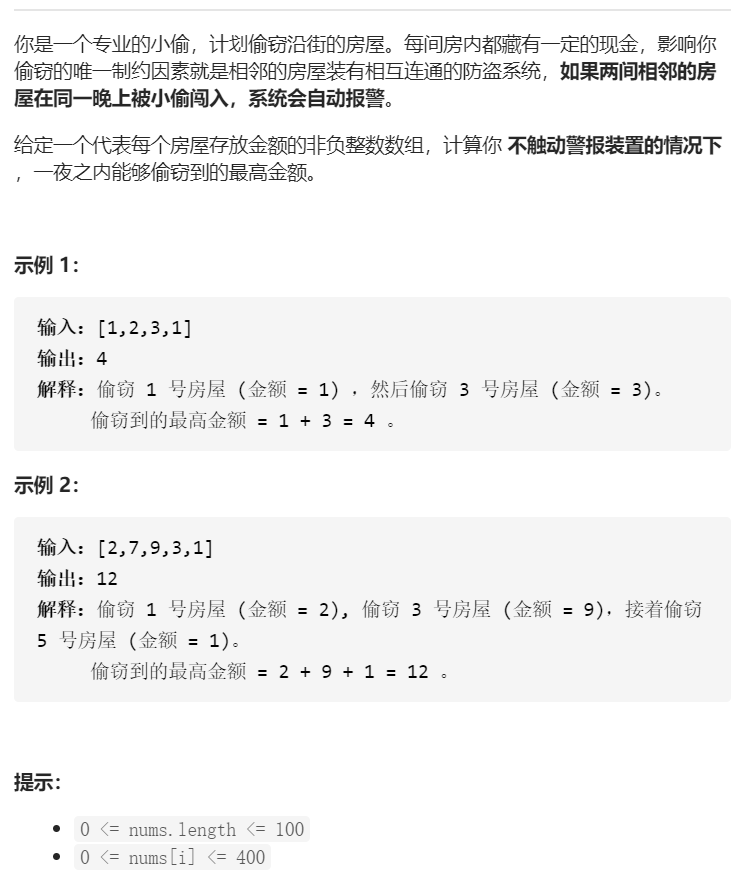 你是一个专业的小偷，计划偷窃沿街的房屋。每间房内都藏有一定的现金，影响你
偷窃的唯一制约因素就是相邻的房屋装有相互连通的防盗系统，如果两间相邻的房
屋在同一晚上被小偷闯入，系统会自动报警。
给定一个代表每个房屋存放金额的非负整数数组，计算你 不触动警报装置的情况下
，一夜之内能够偷窃到的最高金额。
示例 1：
输入：[1,2,3,1]
输出：4
解释：偷窃 1 号房屋 (金额 = 1) ，然后偷窃 3 号房屋 (金额 = 3)。
偷窃到的最高金额 = 1 + 3 = 4 。
示例 2：
输入：[2,7,9,3,1]
输出：12
解释：偷窃 1 号房屋 (金额 = 2), 偷窃 3 号房屋 (金额 = 9)，接着偷窃
5 号房屋 (金额 = 1)。
偷窃到的最高金额 = 2 + 9 + 1 = 12 。
提示：
• 0 <= nums.length <= 100
• 0 <= nums[i] <= 400